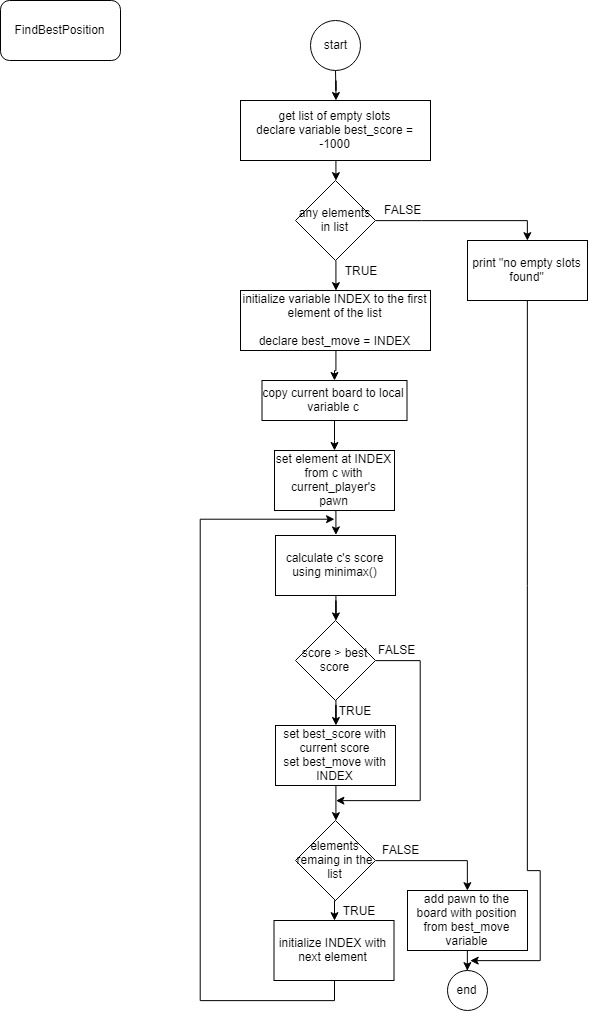 FindBestPosition
start
get list of empty slots
declare variable best_score =
-1000
any elements
in list
FALSE
TRUE
print "no empty slots
found"
initialize variable INDEX to the first
element of the list
declare best_move = INDEX
copy current board to local
variable c
set element at INDEX
from c with
current_player's
pawn
calculate c's score
using minimax()
score > best
score
FALSE
TRUE
set best_score with
current score
set best_move with
INDEX
elements
remaing in the
list
FALSE
TRUE
add pawn to the
board with position
from best_move
variable
initialize INDEX with
next element
end